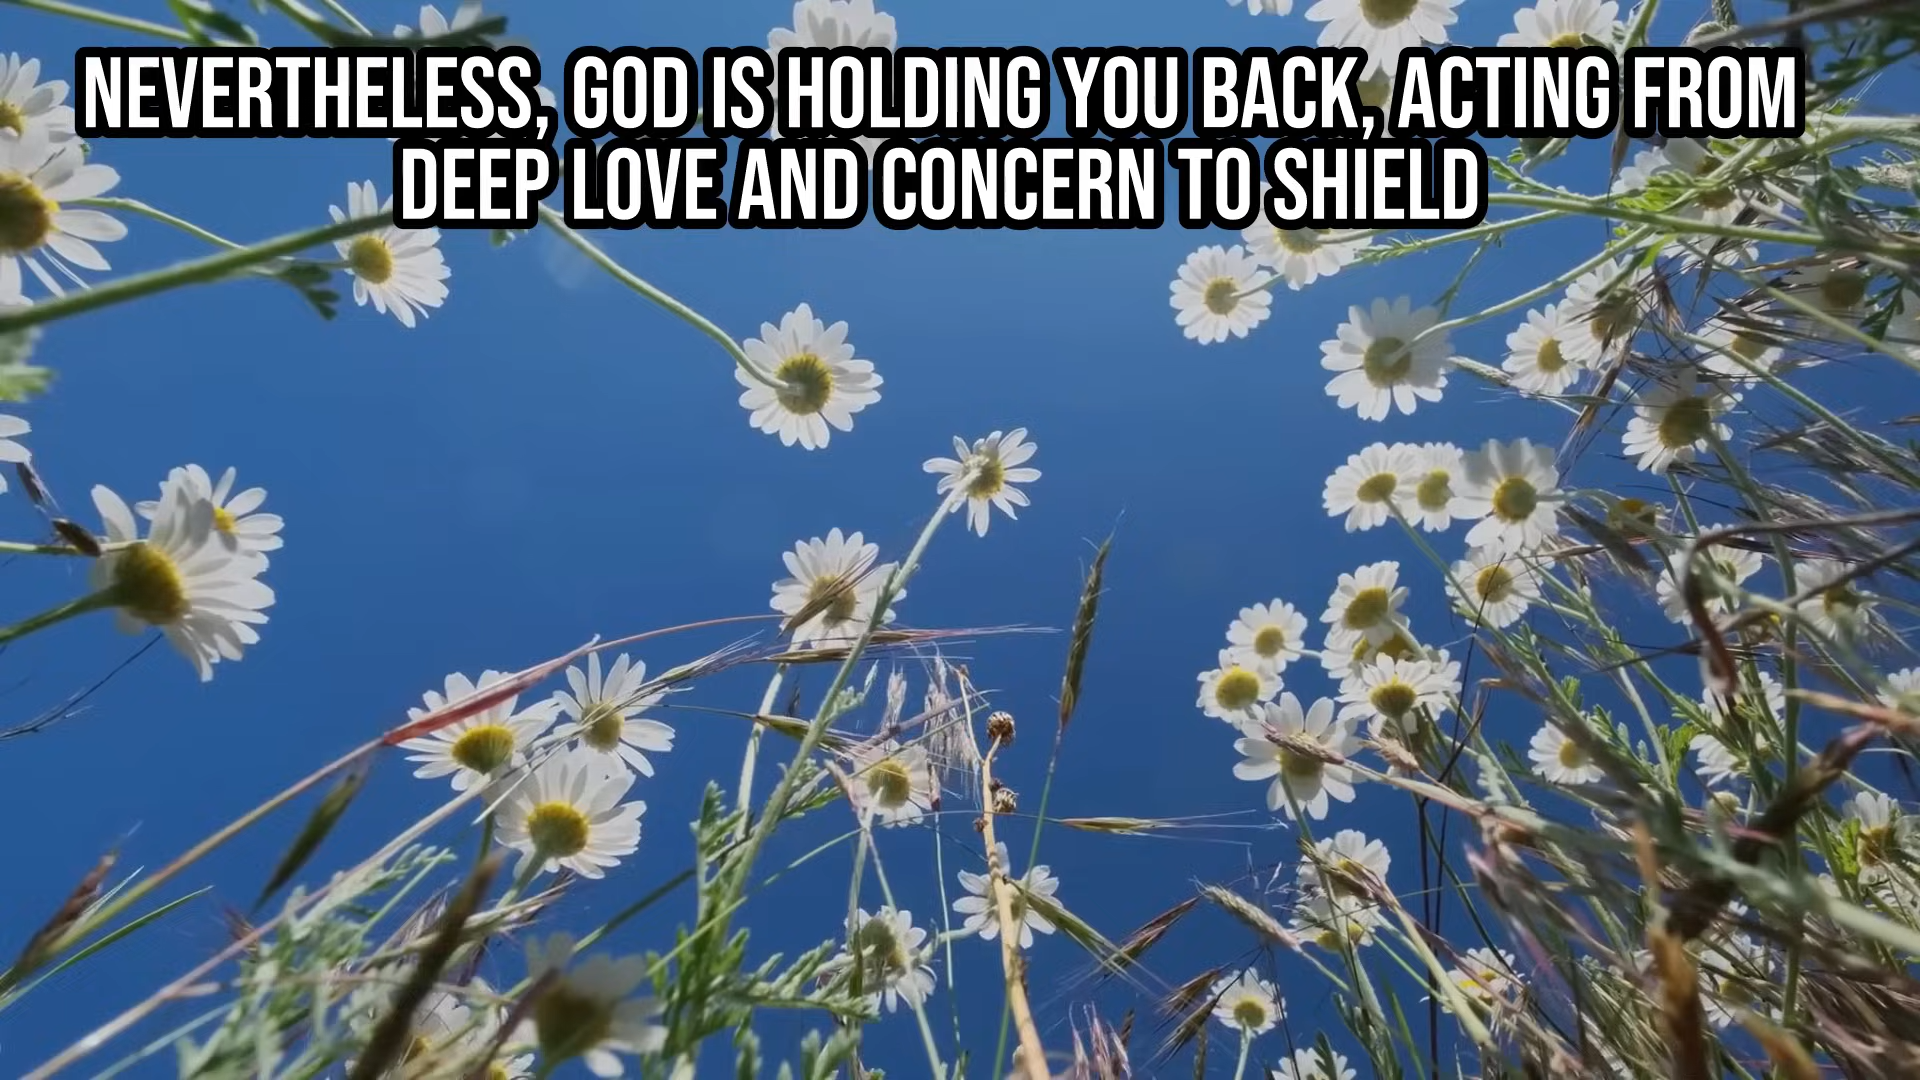 NEVERTHELESS, GOD IS HOLDING YOU BACK, ACTING FROM
DEEP LOVE AND CONCERN TO SHIELD